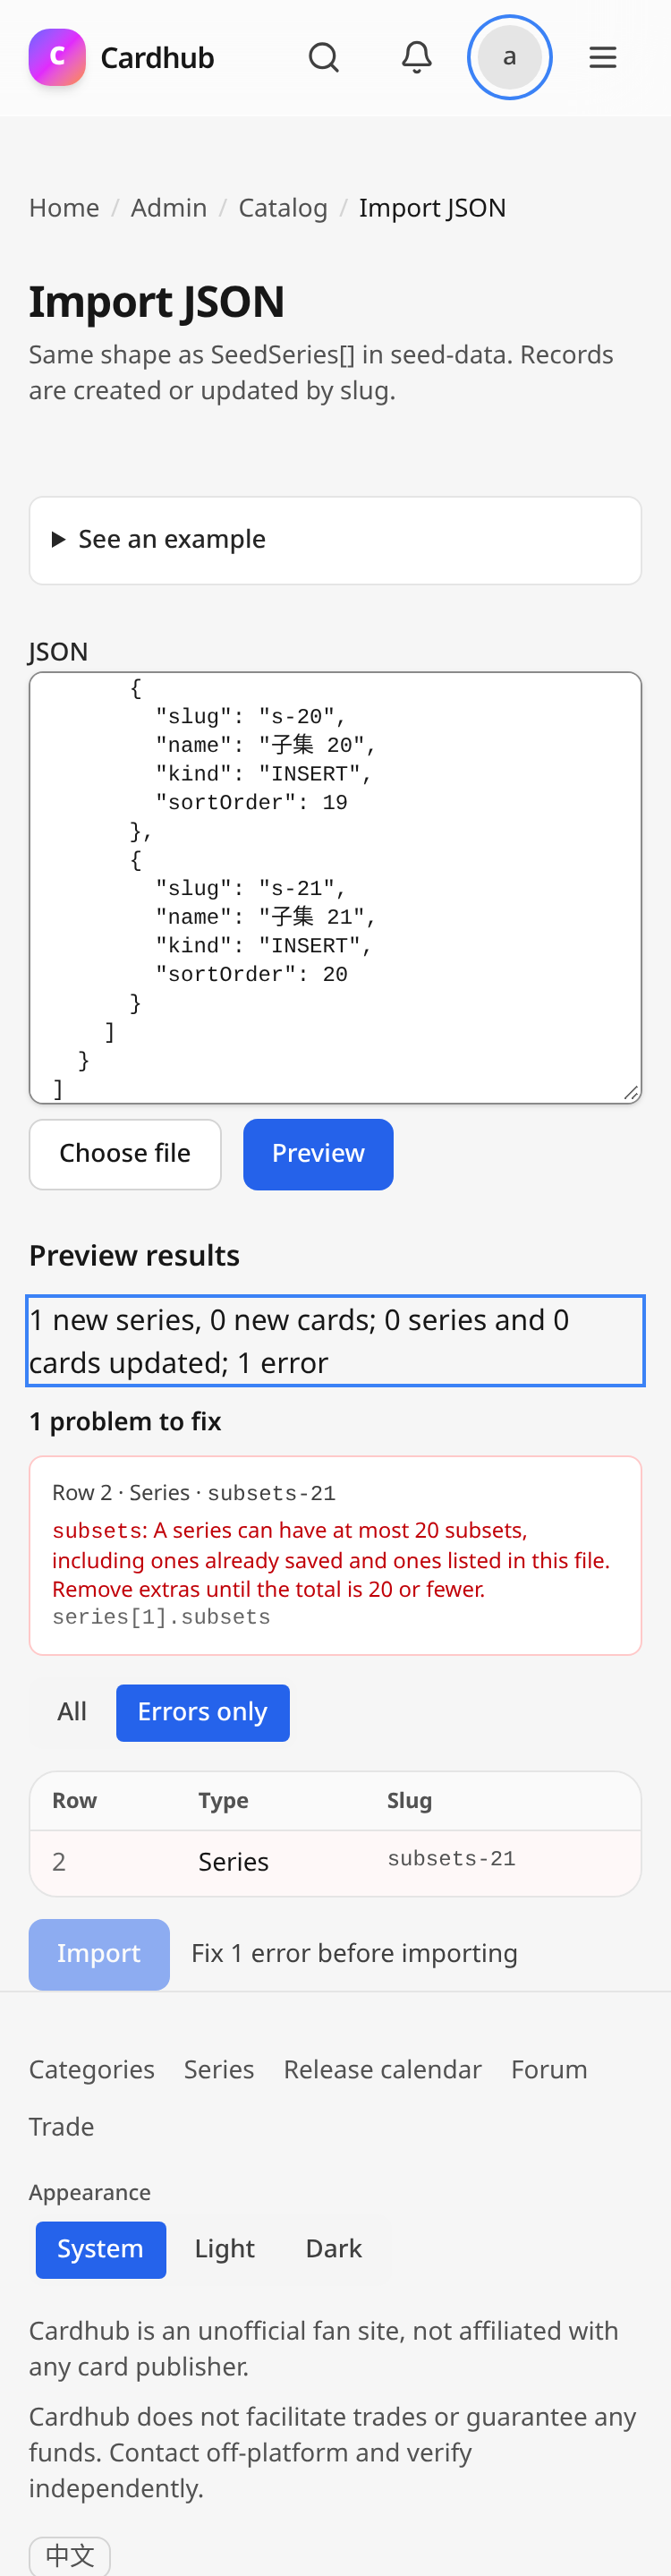 C Cardhub a
Home / Admin / Catalog / Import JSON
Import JSON
Same shape as SeedSeries[] in seed-data. Records
are created or updated by slug.
See an example
JSON
{
"slug": "s-20",
"name": "子集 20",
"kind": "INSERT",
"sortOrder": 19
},
{
"slug": "s-21",
"name": "子集 21",
"kind": "INSERT",
"sortOrder": 20
}
]
}
]
Choose file Preview
Preview results
1 new series, 0 new cards; 0 series and 0
cards updated; 1 error
1 problem to fix
Row 2 · Series · subsets-21
subsets: A series can have at most 20 subsets,
including ones already saved and ones listed in this file.
Remove extras until the total is 20 or fewer.
series[1].subsets
All Errors only
Row Type Slug
2 Series subsets-21
Import Fix 1 error before importing
Categories Series Release calendar Forum
Trade
Appearance
System Light Dark
Cardhub is an unofficial fan site, not affiliated with
any card publisher.
Cardhub does not facilitate trades or guarantee any
funds. Contact off-platform and verify
independently.
中文